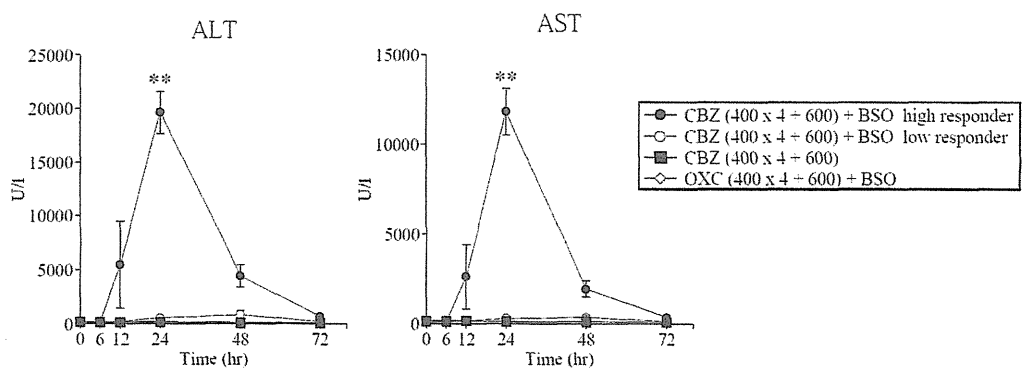 ALT
25000
20000
15000
10000
5000
0
U/l
**
0 6 12 24 48 72
Time (hr)
AST
15000
10000
5000
0
U/l
**
0 6 12 24 48 72
Time (hr)
CBZ (400 x 4 + 600) + BSO high responder
CBZ (400 x 4 + 600) + BSO low responder
CBZ (400 x 4 + 600)
OXC (400 x 4 + 600) + BSO